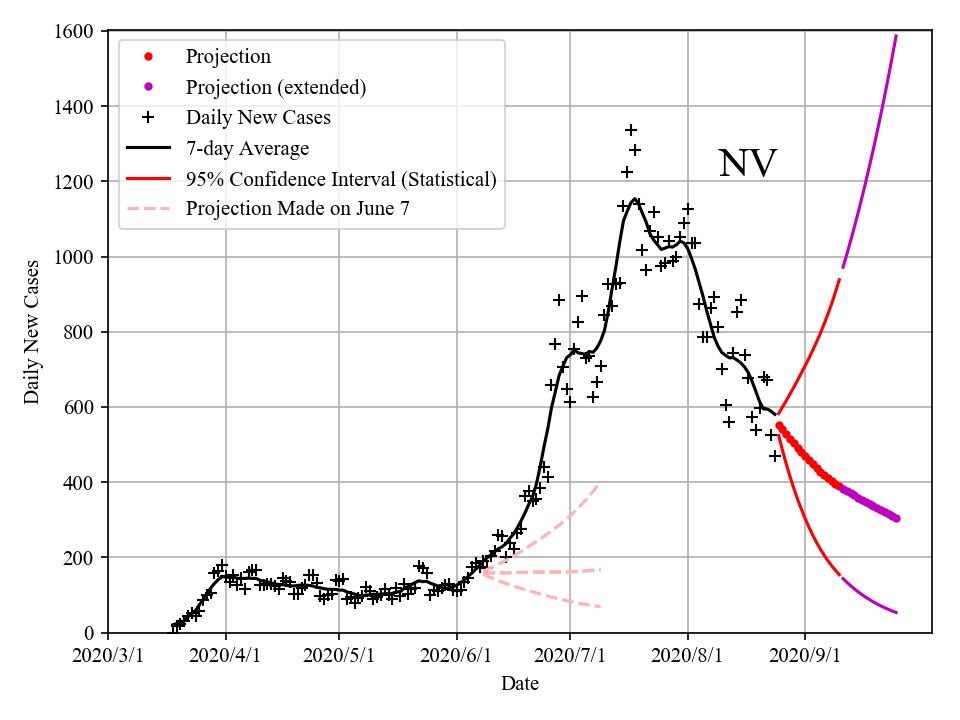 1600
1400
1200
1000
800
600
400
200
0
Daily New Cases
Projection
Projection (extended)
Daily New Cases
7-day Average
95% Confidence Interval (Statistical)
Projection Made on June 7
NV
2020/3/1 2020/4/1 2020/5/1 2020/6/1 2020/7/1 2020/8/1 2020/9/1
Date